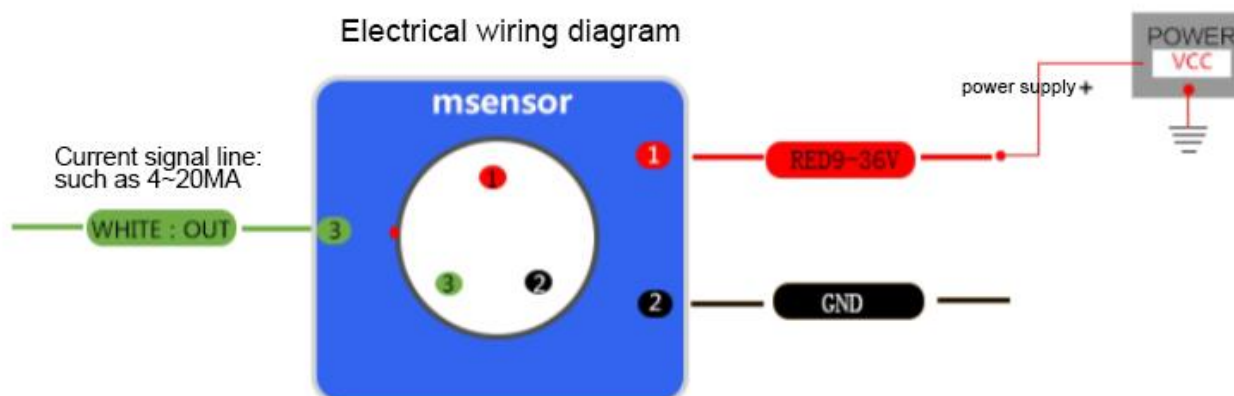 Electrical wiring diagram
POWER
VCC
power supply+
msensor
Current signal line:
such as 4~20MA
1
RED9-36V
1
WHITE : OUT
3
3
2
2
GND